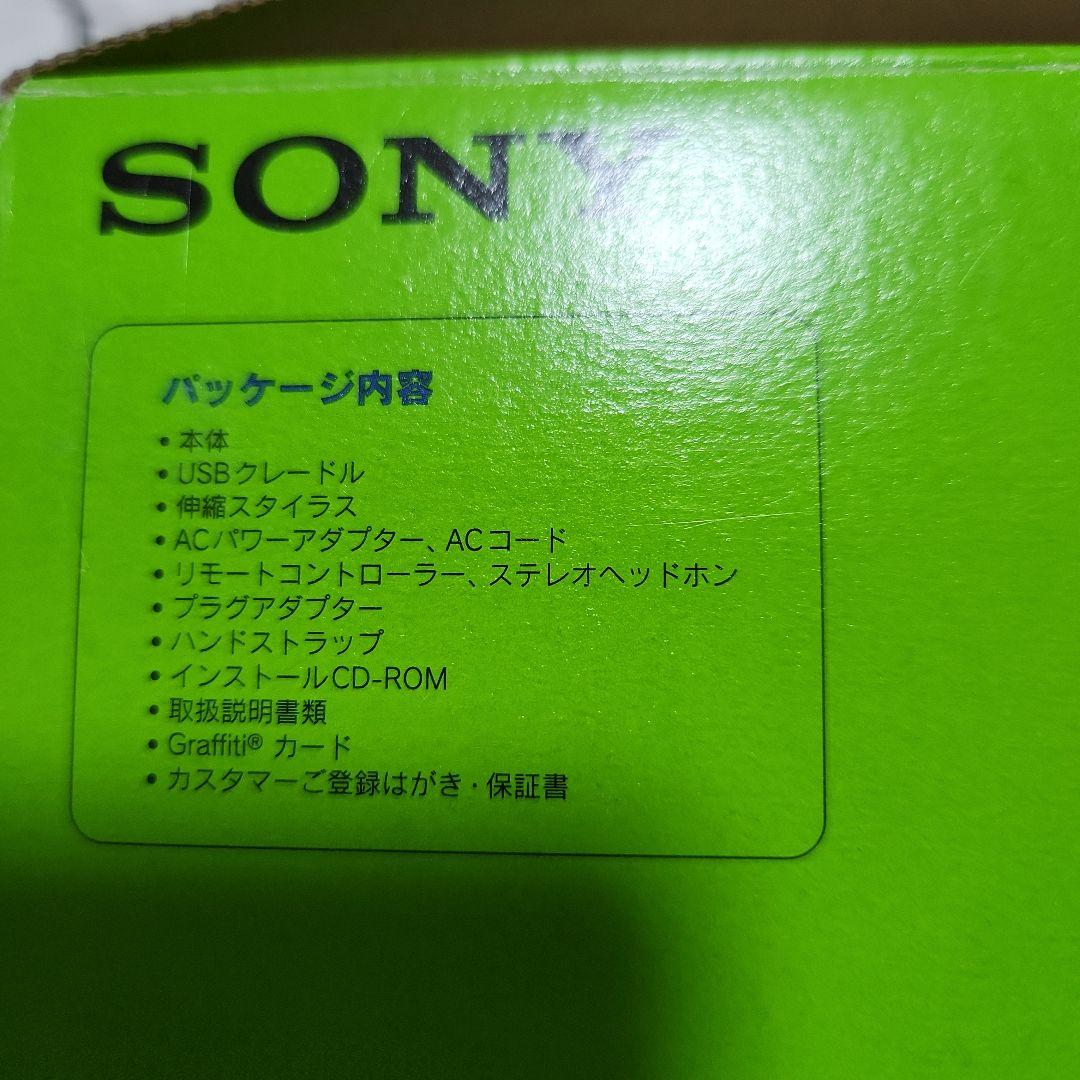 SONY
パッケージ内容
• 本体
• USBクレードル
• 伸縮スタイラス
• ACパワーアダプター、ACコード
• リモートコントローラー、ステレオヘッドホン
• プラグアダプター
• ハンドストラップ
• インストールCD-ROM
• 取扱説明書類
• Graffiti® カード
• カスタマーご登録はがき・保証書